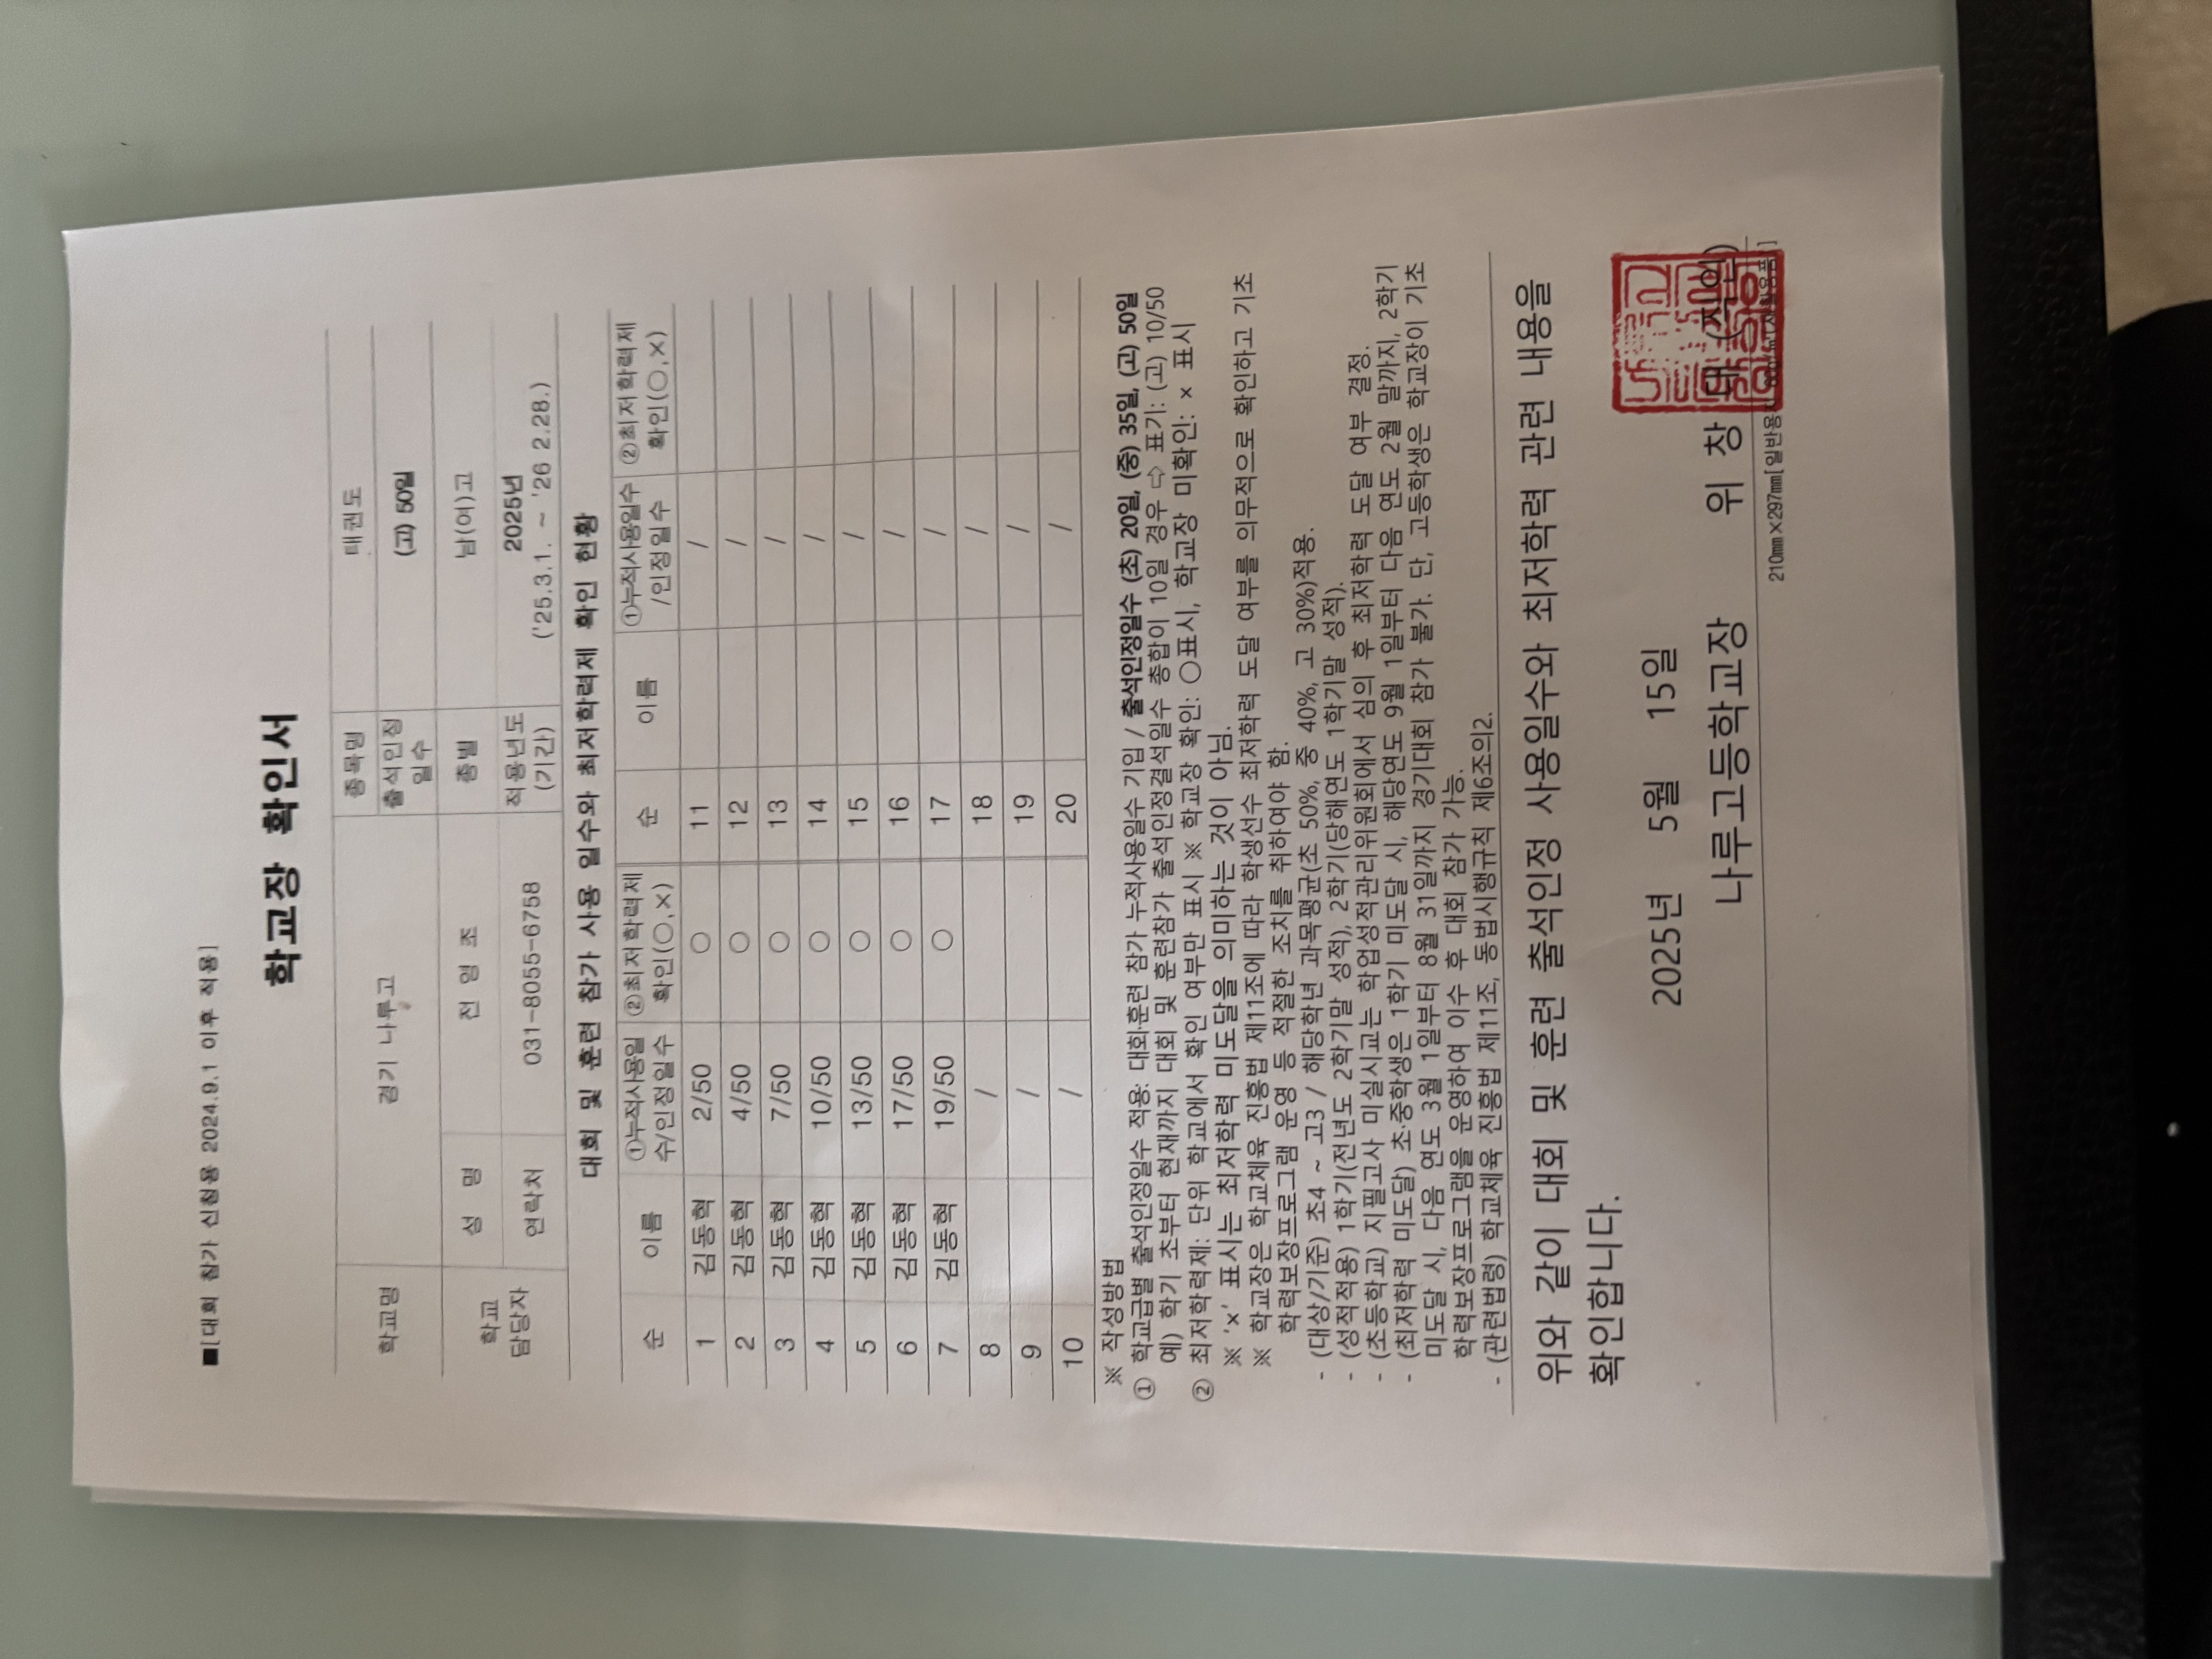 ■[대회 참가 신청용 2024.9.1 이후 적용]
학교장 확인서
학교명 경기 나루고 종목명 태권도
출석인정 일수 (고) 50일
학교 담당자 성 명 전 영 조 종별 남(여)고
연락처 031-8055-6758 적용년도 (기간) 2025년 ('25.3.1. ~ '26 2.28.)
대회 및 훈련 참가 사용 일수와 최저학력제 확인 현황
순 이름 ①누적사용일수/인정일수 ②최저학력제 확인(○,×) 순 이름 ①누적사용일수/인정일수 ②최저학력제 확인(○,×)
1 김동혁 2/50 ○ 11 /
2 김동혁 4/50 ○ 12 /
3 김동혁 7/50 ○ 13 /
4 김동혁 10/50 ○ 14 /
5 김동혁 13/50 ○ 15 /
6 김동혁 17/50 ○ 16 /
7 김동혁 19/50 ○ 17 /
8 / 18 /
9 / 19 /
10 / 20 /
※ 작성방법
① 학교급별 출석인정일수 적용: 대회·훈련 참가 누적사용일수 기입 / 출석인정일수 (초) 20일, (중) 35일, (고) 50일
예) 학기 초부터 현재까지 대회 및 훈련참가 출석인정결석일수 총합이 10일 경우 ⇨ 표기: (고) 10/50
② 최저학력제: 단위 학교에서 확인 여부만 표시 ※ 학교장 확인: ○표시, 학교장 미확인: × 표시
※ '×' 표시는 최저학력 미도달을 의미하는 것이 아님.
※ 학교장은 학교체육 진흥법 제11조에 따라 학생선수 최저학력 도달 여부를 의무적으로 확인하고 기초
학력보장프로그램 운영 등 적절한 조치를 취하여야 함.
- (대상/기준) 초4 ~ 고3 / 해당학년 과목평균(초 50%, 중 40%, 고 30%)적용.
- (성적적용) 1학기(전년도 2학기말 성적), 2학기(당해연도 1학기말 성적).
- (초등학교) 지필고사 미실시교는 학업성적관리위원회에서 심의 후 최저학력 도달 여부 결정.
- (최저학력 미도달) 초·중학생은 1학기 미도달 시, 해당연도 9월 1일부터 다음 연도 2월 말까지, 2학기
미도달 시, 다음 연도 3월 1일부터 8월 31일까지 경기대회 참가 불가. 단, 고등학생은 학교장이 기초
학력보장프로그램을 운영하여 이수 후 대회 참가 가능.
- (관련법령) 학교체육 진흥법 제11조, 동법시행규칙 제6조의2.
위와 같이 대회 및 훈련 출석인정 사용일수와 최저학력 관련 내용을
확인합니다.
2025년 5월 15일
나루고등학교장 위 창 대 (직인)
210mm×297mm[일반용지